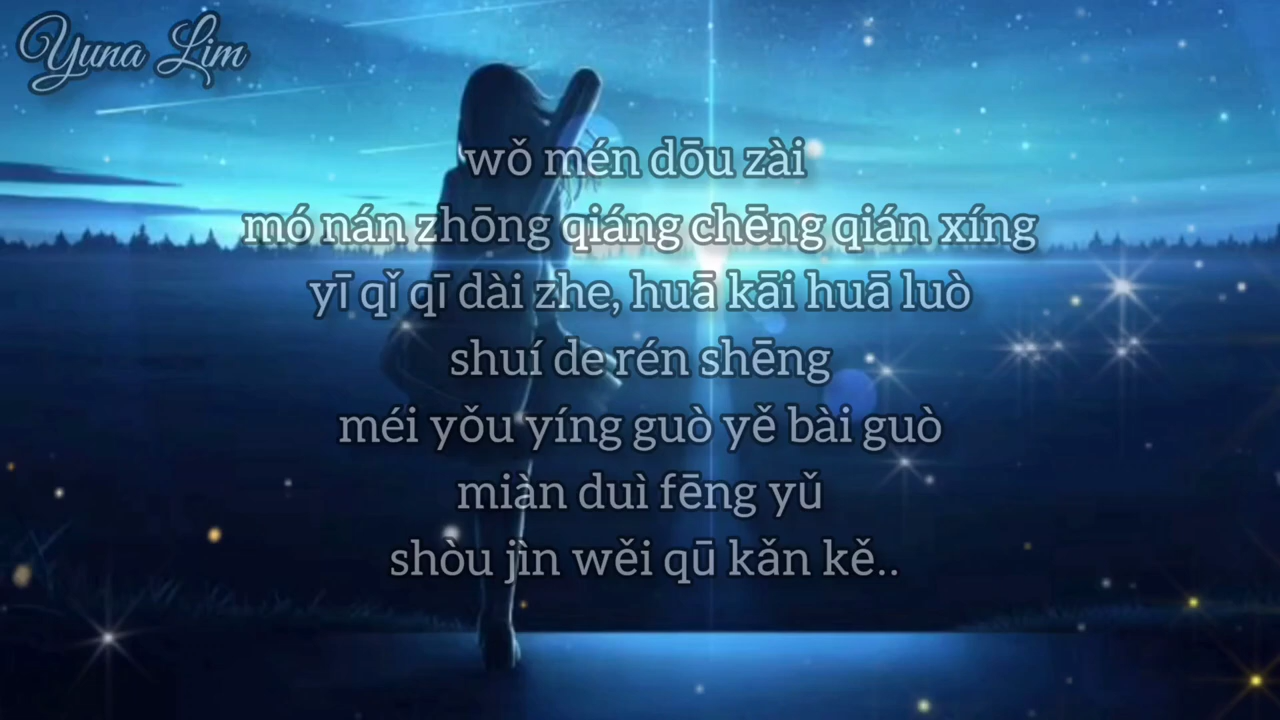 Yuna Lim
wǒ mén dōu zài
mó nán zhōng qiáng chēng qián xíng
yī qǐ qī dài zhe, huā kāi huā luò
shuí de rén shēng
méi yǒu yíng guò yě bài guò
miàn duì fēng yǔ
shòu jìn wěi qū kǎn kě..